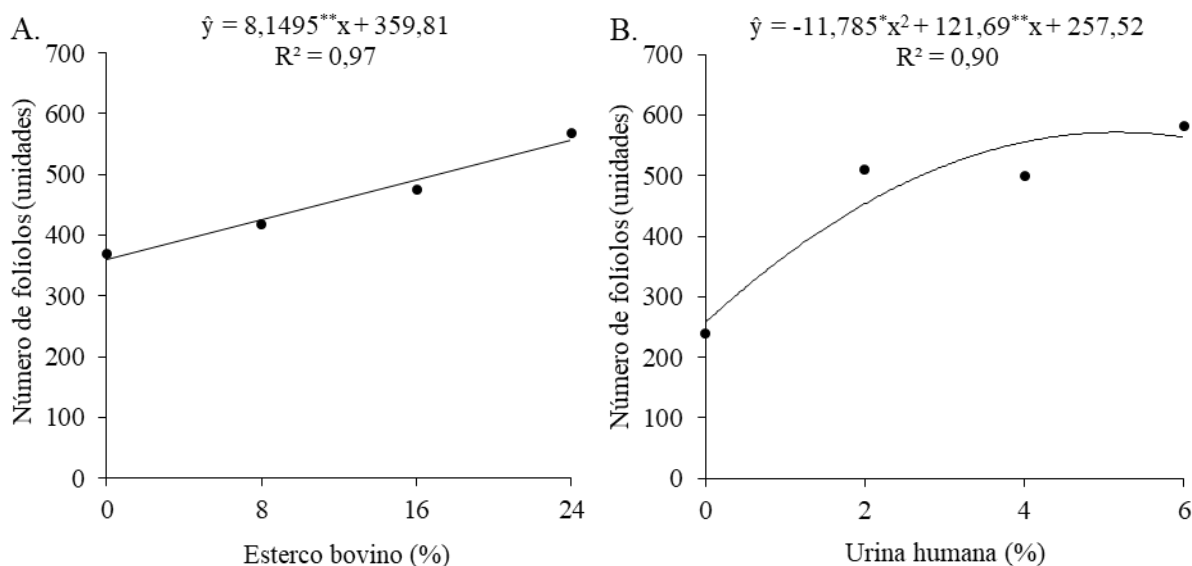 A.
ŷ = 8,1495**x + 359,81
R² = 0,97
Número de folíolos (unidades)
700
600
500
400
300
200
100
0
0 8 16 24
Esterco bovino (%)
B.
ŷ = -11,785*x² + 121,69**x + 257,52
R² = 0,90
Número de folíolos (unidades)
700
600
500
400
300
200
100
0
0 2 4 6
Urina humana (%)